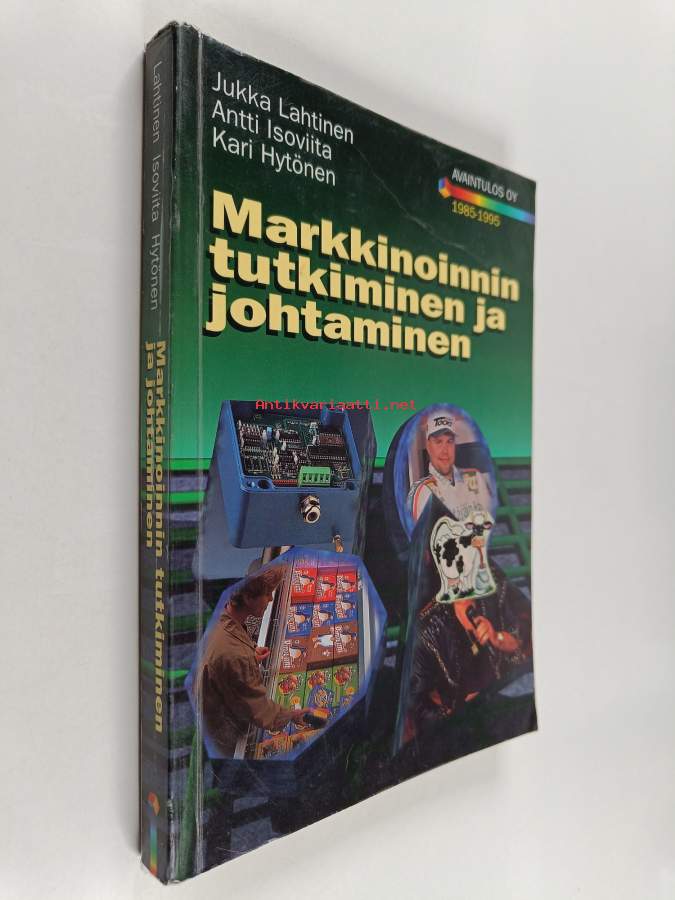 Jukka Lahtinen
Antti Isoviita
Kari Hytönen
AVAINTULOS OY
1985-1995
Markkinoinnin
tutkiminen ja
johtaminen
Antikvariaatti.net
Lahtinen Isoviita Hytönen Markkinoinnin tutkiminen
ja johtaminen